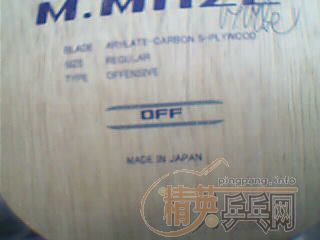 M.MAZE
BLADE ARYLATE-CARBON 5-PLYWOOD
SIZE REGULAR
TYPE OFFENSIVE
OFF
MADE IN JAPAN
pingpang.info
精英乒乓网